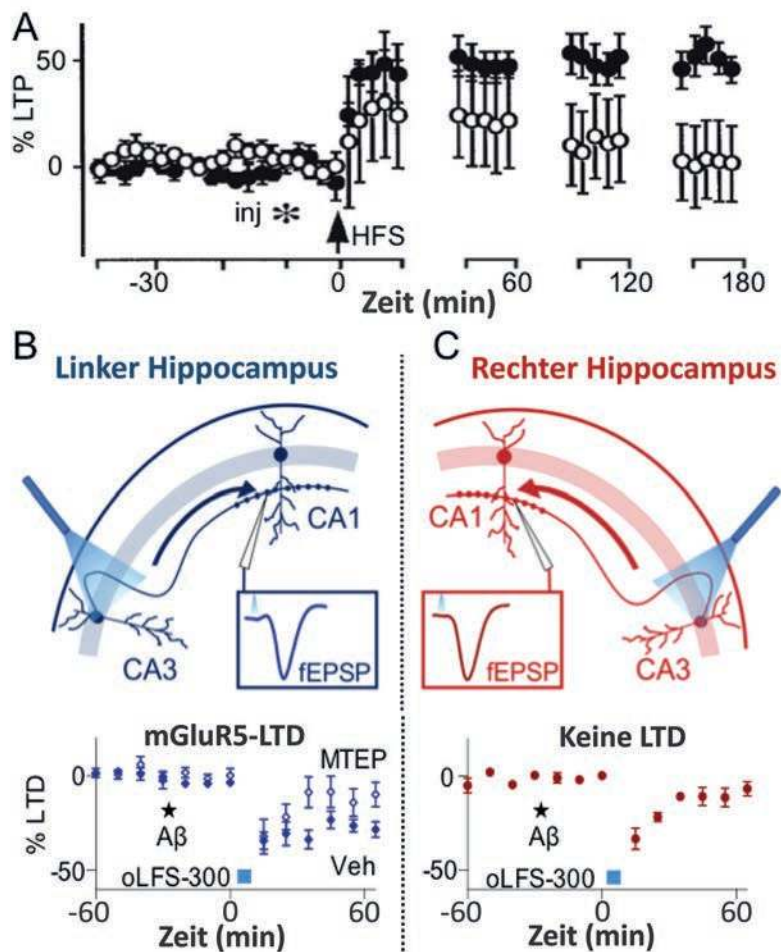 A
% LTP
50
0
inj
HFS
-30
0
60
120
180
Zeit (min)
B
Linker Hippocampus
CA1
CA3
fEPSP
mGluR5-LTD
% LTD
0
-50
MTEP
Aβ
Veh
oLFS-300
-60
0
60
Zeit (min)
C
Rechter Hippocampus
CA1
fEPSP
CA3
Keine LTD
% LTD
0
-50
Aβ
oLFS-300
-60
0
60
Zeit (min)